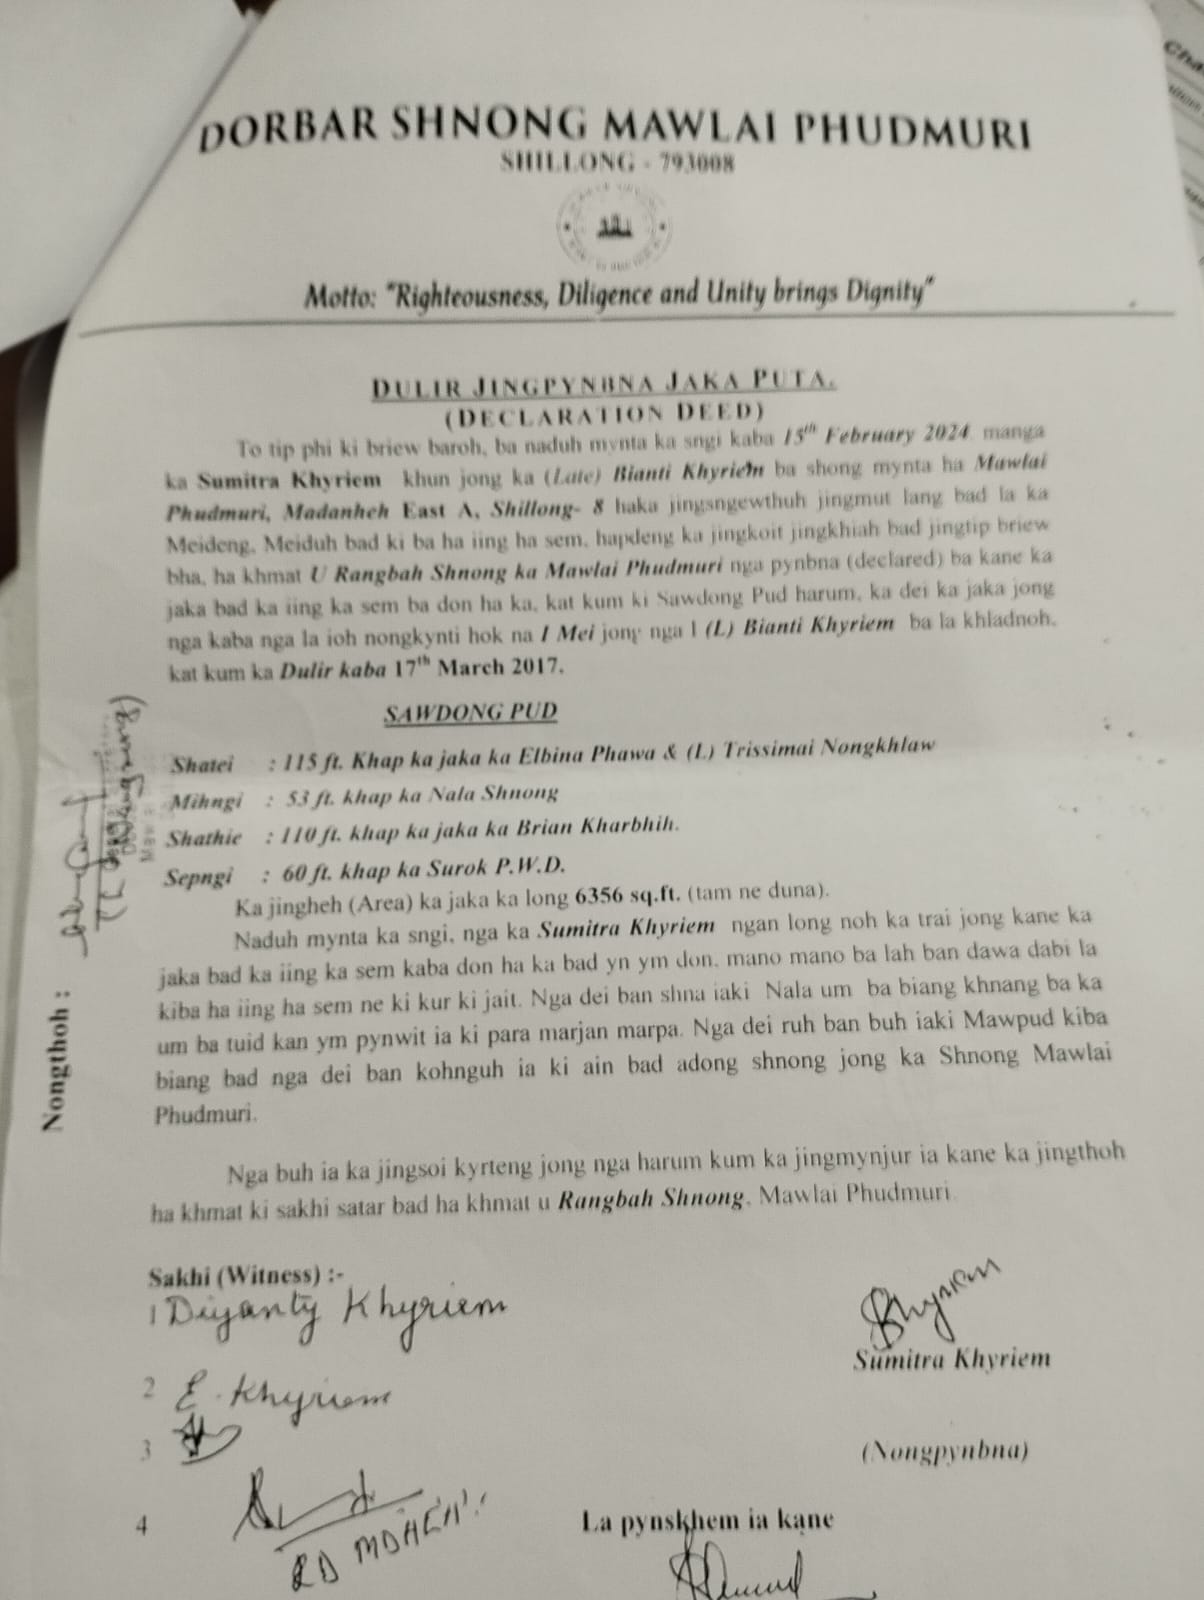 DORBAR SHNONG MAWLAI PHUDMURI
SHILLONG - 793008
Motto: "Righteousness, Diligence and Unity brings Dignity"
DULIR JINGPYNBNA JAKA PUTA.
(DECLARATION DEED)
To tip phi ki briew baroh, ba naduh mynta ka sngi kaba 15th February 2024. manga
ka Sumitra Khyriem khun jong ka (Late) Bianti Khyriem ba shong mynta ha Mawlai
Phudmuri, Madanheh East A, Shillong- 8 haka jingsngewthuh jingmut lang bad la ka
Meideng, Meiduh bad ki ba ha iing ha sem, hapdeng ka jingkoit jingkhiah bad jingtip briew
bha, ha khmat U Rangbah Shnong ka Mawlai Phudmuri nga pynbna (declared) ba kane ka
jaka bad ka iing ka sem ba don ha ka, kat kum ki Sawdong Pud harum, ka dei ka jaka jong
nga kaba nga la ioh nongkynti hok na I Mei jong nga I (L) Bianti Khyriem ba la khladnoh,
kat kum ka Dulir kaba 17th March 2017.
SAWDONG PUD
Shatei : 115 ft. Khap ka jaka ka Elbina Phawa & (L) Trissimai Nongkhlaw
Mihngi : 53 ft. khap ka Nala Shnong
Shathie : 110 ft. khap ka jaka ka Brian Kharbhih.
Sepngi : 60 ft. khap ka Surok P.W.D.
Ka jingheh (Area) ka jaka ka long 6356 sq.ft. (tam ne duna).
Naduh mynta ka sngi, nga ka Sumitra Khyriem ngan long noh ka trai jong kane ka
jaka bad ka iing ka sem kaba don ha ka bad yn ym don, mano mano ba lah ban dawa dabi la
kiba ha iing ha sem ne ki kur ki jait. Nga dei ban shna iaki Nala um ba biang khnang ba ka
um ba tuid kan ym pynwit ia ki para marjan marpa. Nga dei ruh ban buh iaki Mawpud kiba
biang bad nga dei ban kohnguh ia ki ain bad adong shnong jong ka Shnong Mawlai
Phudmuri.
Nga buh ia ka jingsoi kyrteng jong nga harum kum ka jingmynjur ia kane ka jingthoh
ha khmat ki sakhi satar bad ha khmat u Rangbah Shnong, Mawlai Phudmuri.
Nongthoh :
Sakhi (Witness) :-
1 Diyanty Khyriem
Skhyriem
Sumitra Khyriem
2 E. Khyriem
3
(Nongpynbna)
4
La pynskhem ia kane